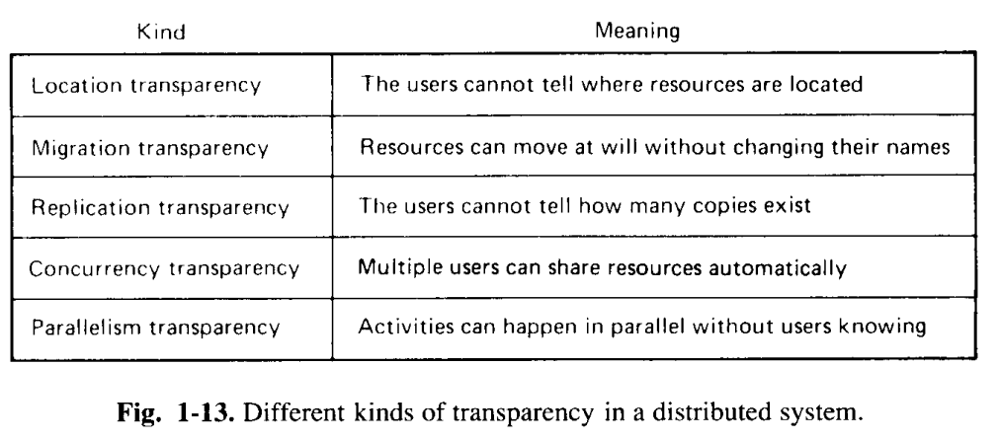 Kind Meaning
Location transparency The users cannot tell where resources are located
Migration transparency Resources can move at will without changing their names
Replication transparency The users cannot tell how many copies exist
Concurrency transparency Multiple users can share resources automatically
Parallelism transparency Activities can happen in parallel without users knowing
Fig. 1-13. Different kinds of transparency in a distributed system.